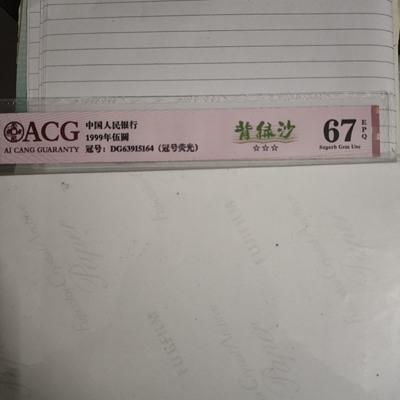 ACG
AI CANG GUARANTY
中国人民银行
1999年伍圓
冠号：DG63915164（冠号荧光）
背绿沙
☆☆☆
67
EPQ
Superb Gem Unc